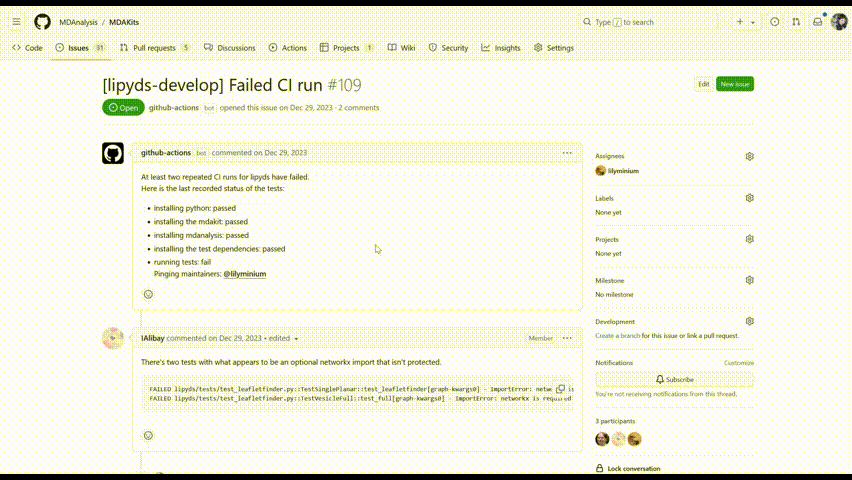 MDAnalysis / MDAKits
Type / to search
Code
Issues 31
Pull requests 5
Discussions
Actions
Projects 1
Wiki
Security
Insights
Settings
[lipyds-develop] Failed CI run #109
Edit
New issue
Open
github-actions bot opened this issue on Dec 29, 2023 · 2 comments
github-actions bot commented on Dec 29, 2023
At least two repeated CI runs for lipyds have failed.
Here is the last recorded status of the tests:
• Installing python: passed
• installing the mdakit: passed
• installing mdanalysis: passed
• installing the test dependencies: passed
• running tests: fail
Pinging maintainers: @lilyminium
IAlibay commented on Dec 29, 2023 • edited
Member
There's two tests with what appears to be an optional networkx import that isn't protected.
FAILED lipyds/tests/test_leafletfinder.py::TestSinglePlanar::test_leafletfinder[graph-kwargs0] - ImportError: netw is
FAILED lipyds/tests/test_leafletfinder.py::TestVesicleFull::test_full[graph-kwargs0] - ImportError: networkx is required
Assignees
lilyminium
Labels
None yet
Projects
None yet
Milestone
No milestone
Development
Create a branch for this issue or link a pull request.
Notifications
Customize
Subscribe
You're not receiving notifications from this thread.
3 participants
Lock conversation